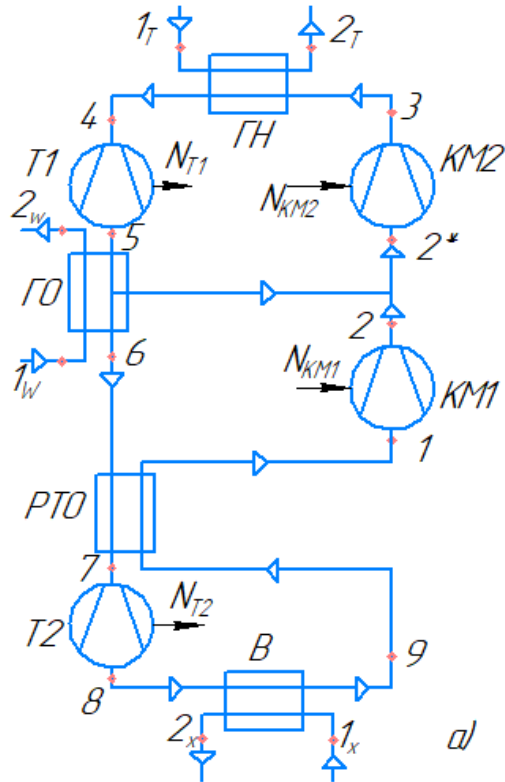 1т 2т
4 3
ГН
Т1 Nт1 Nкм2 КМ2
2w 5 2*
ГО
6 2
1w Nкм1 КМ1
1
РТО
7
Т2 Nт2 В 9
8
2х 1х а)